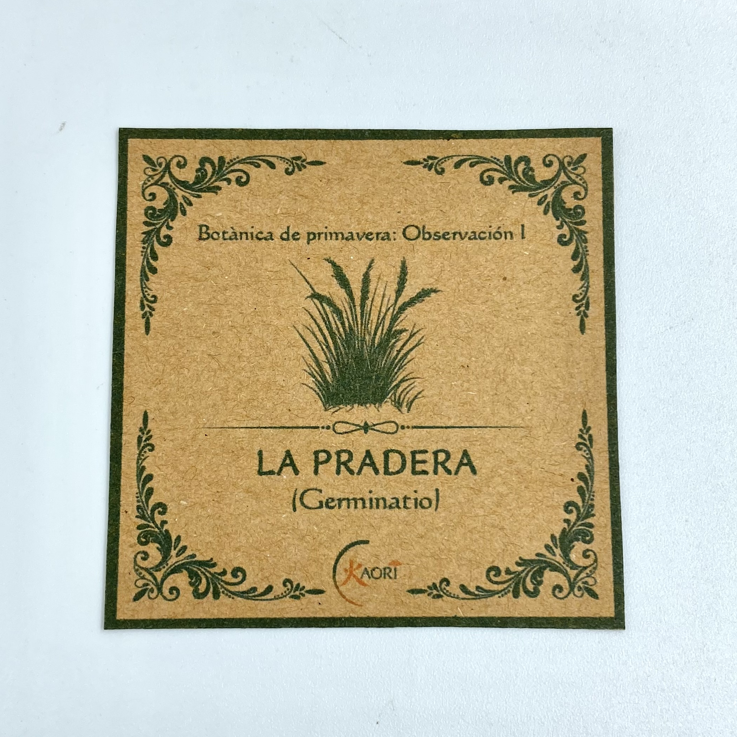 Botànica de primavera: Observación I
LA PRADERA
(Germinatio)
KAORI